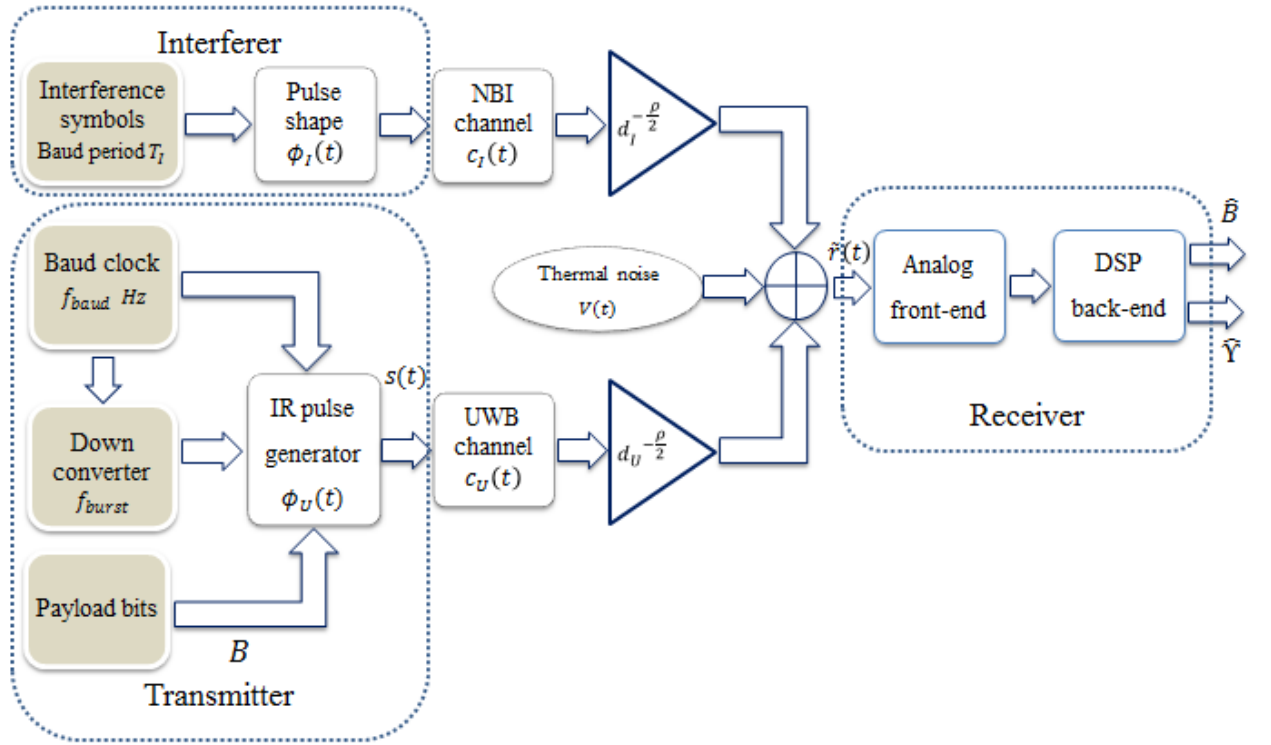 Interferer
Interference
symbols
Baud period T_I
Pulse
shape
ϕ_I(t)
NBI
channel
c_I(t)
d_I^{-ρ/2}
Baud clock
f_baud Hz
Down
converter
f_burst
Payload bits
B
IR pulse
generator
ϕ_U(t)
s(t)
Transmitter
UWB
channel
c_U(t)
d_U^{-ρ/2}
Thermal noise
V(t)
r̃(t)
Analog
front-end
DSP
back-end
Receiver
B̂
Ŷ